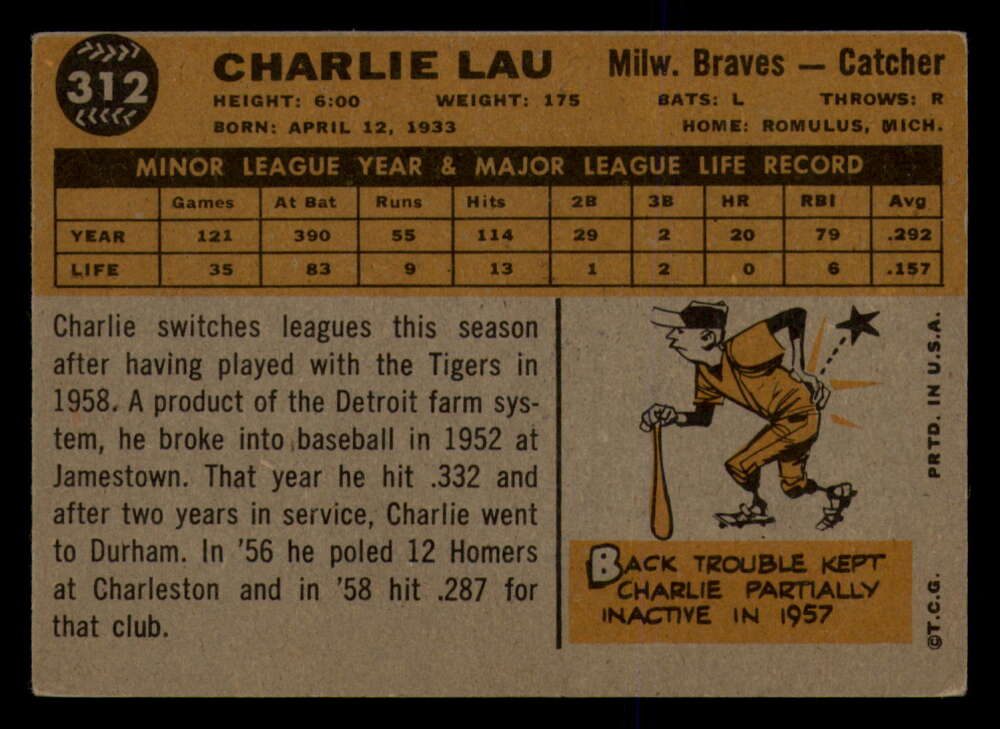 312
CHARLIE LAU
Milw. Braves — Catcher
HEIGHT: 6:00 WEIGHT: 175 BATS: L THROWS: R
BORN: APRIL 12, 1933 HOME: ROMULUS, MICH.
MINOR LEAGUE YEAR & MAJOR LEAGUE LIFE RECORD
Games At Bat Runs Hits 2B 3B HR RBI Avg
YEAR 121 390 55 114 29 2 20 79 .292
LIFE 35 83 9 13 1 2 0 6 .157
Charlie switches leagues this season
after having played with the Tigers in
1958. A product of the Detroit farm sys-
tem, he broke into baseball in 1952 at
Jamestown. That year he hit .332 and
after two years in service, Charlie went
to Durham. In '56 he poled 12 Homers
at Charleston and in '58 hit .287 for
that club.
BACK TROUBLE KEPT
CHARLIE PARTIALLY
INACTIVE IN 1957
©T.C.G. PRTD. IN U.S.A.